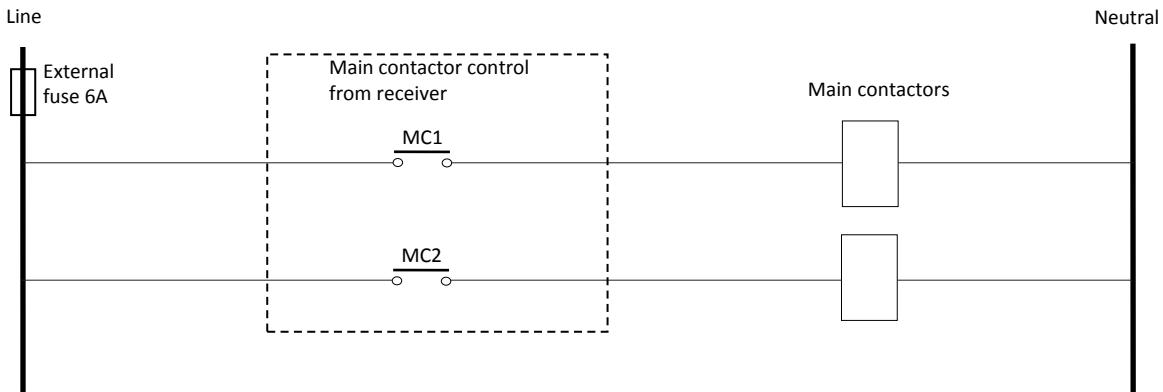 Line
Neutral
External
fuse 6A
Main contactor control
from receiver
Main contactors
MC1
MC2